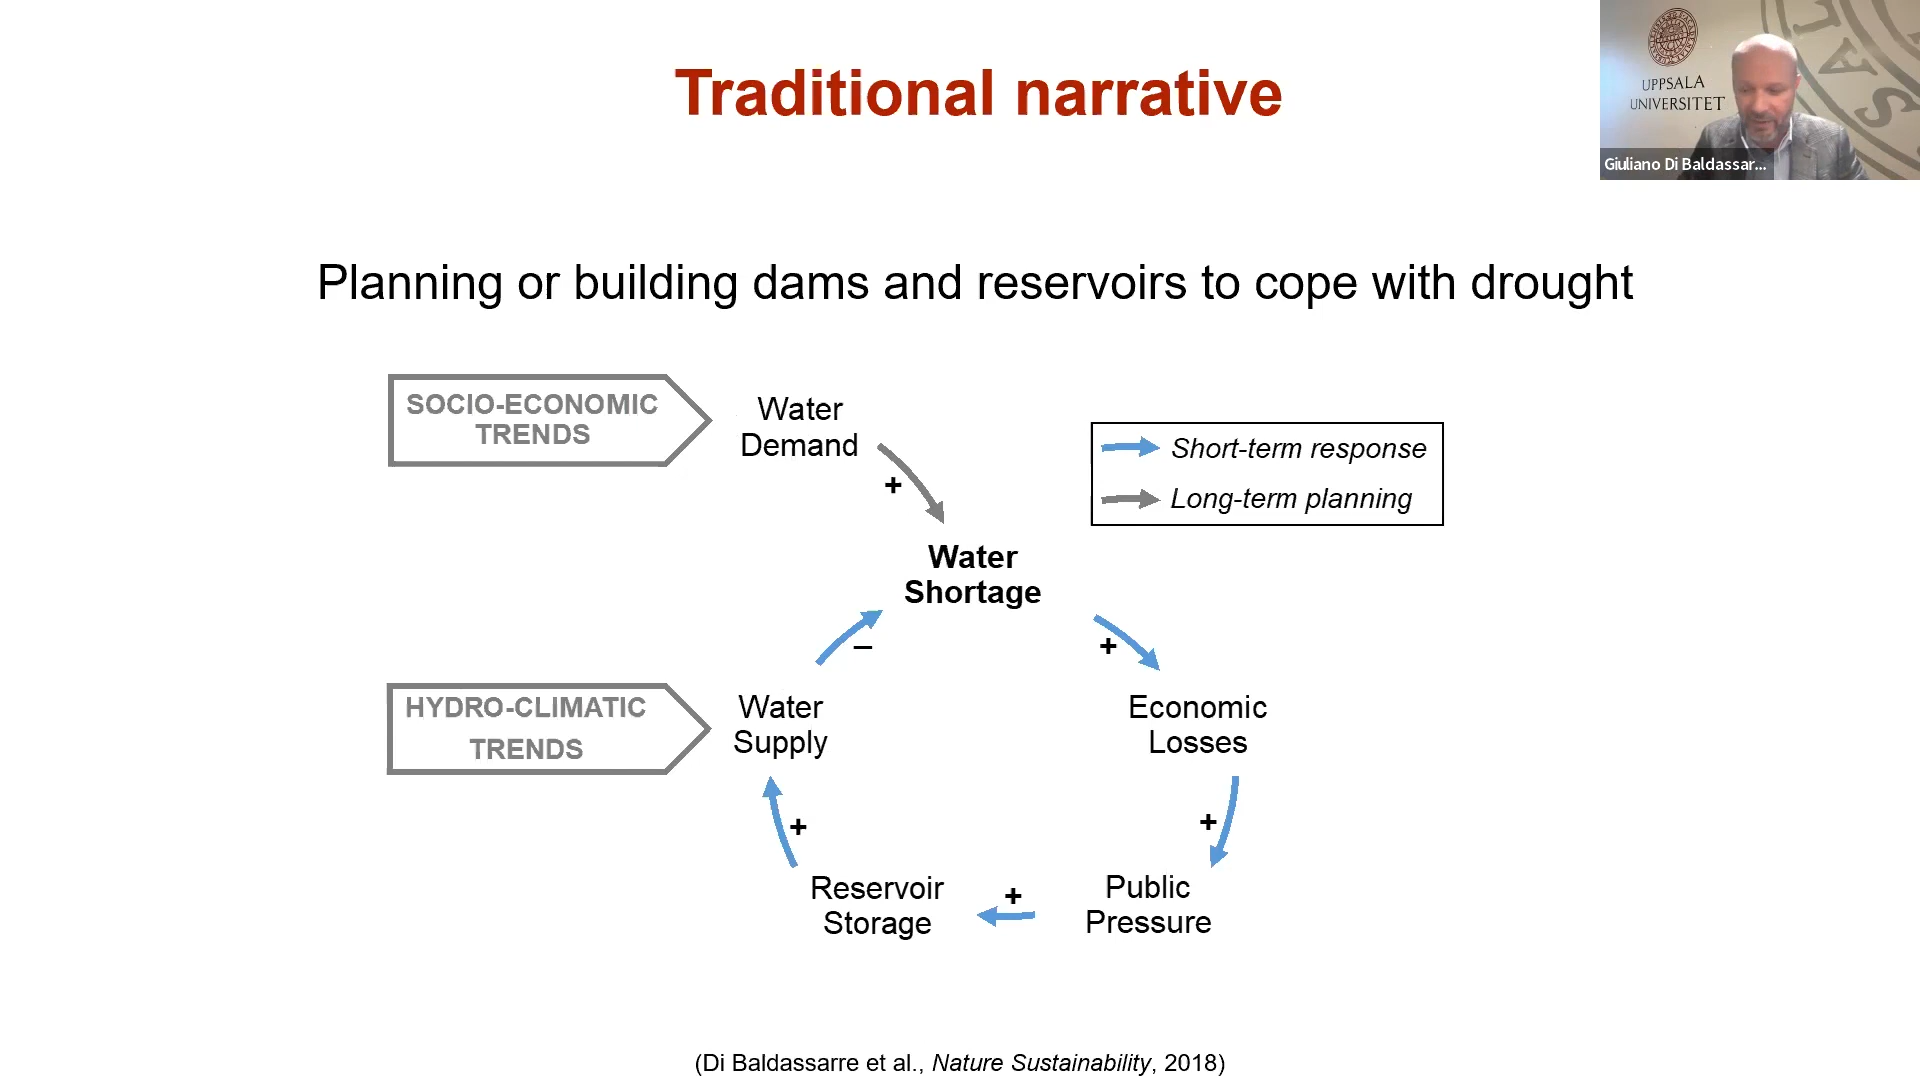 Traditional narrative
UPPSALA
UNIVERSITET
Giuliano Di Baldassar...
Planning or building dams and reservoirs to cope with drought
SOCIO-ECONOMIC
TRENDS
Water
Demand
+
Short-term response
Long-term planning
Water
Shortage
–
+
HYDRO-CLIMATIC
TRENDS
Water
Supply
Economic
Losses
+
+
Reservoir
Storage
+
Public
Pressure
(Di Baldassarre et al., Nature Sustainability, 2018)